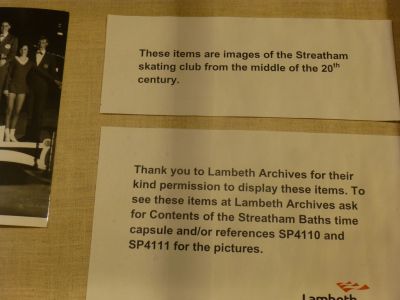 These items are images of the Streatham
skating club from the middle of the 20th
century.
Thank you to Lambeth Archives for their
kind permission to display these items. To
see these items at Lambeth Archives ask
for Contents of the Streatham Baths time
capsule and/or references SP4110 and
SP4111 for the pictures.
Lambeth